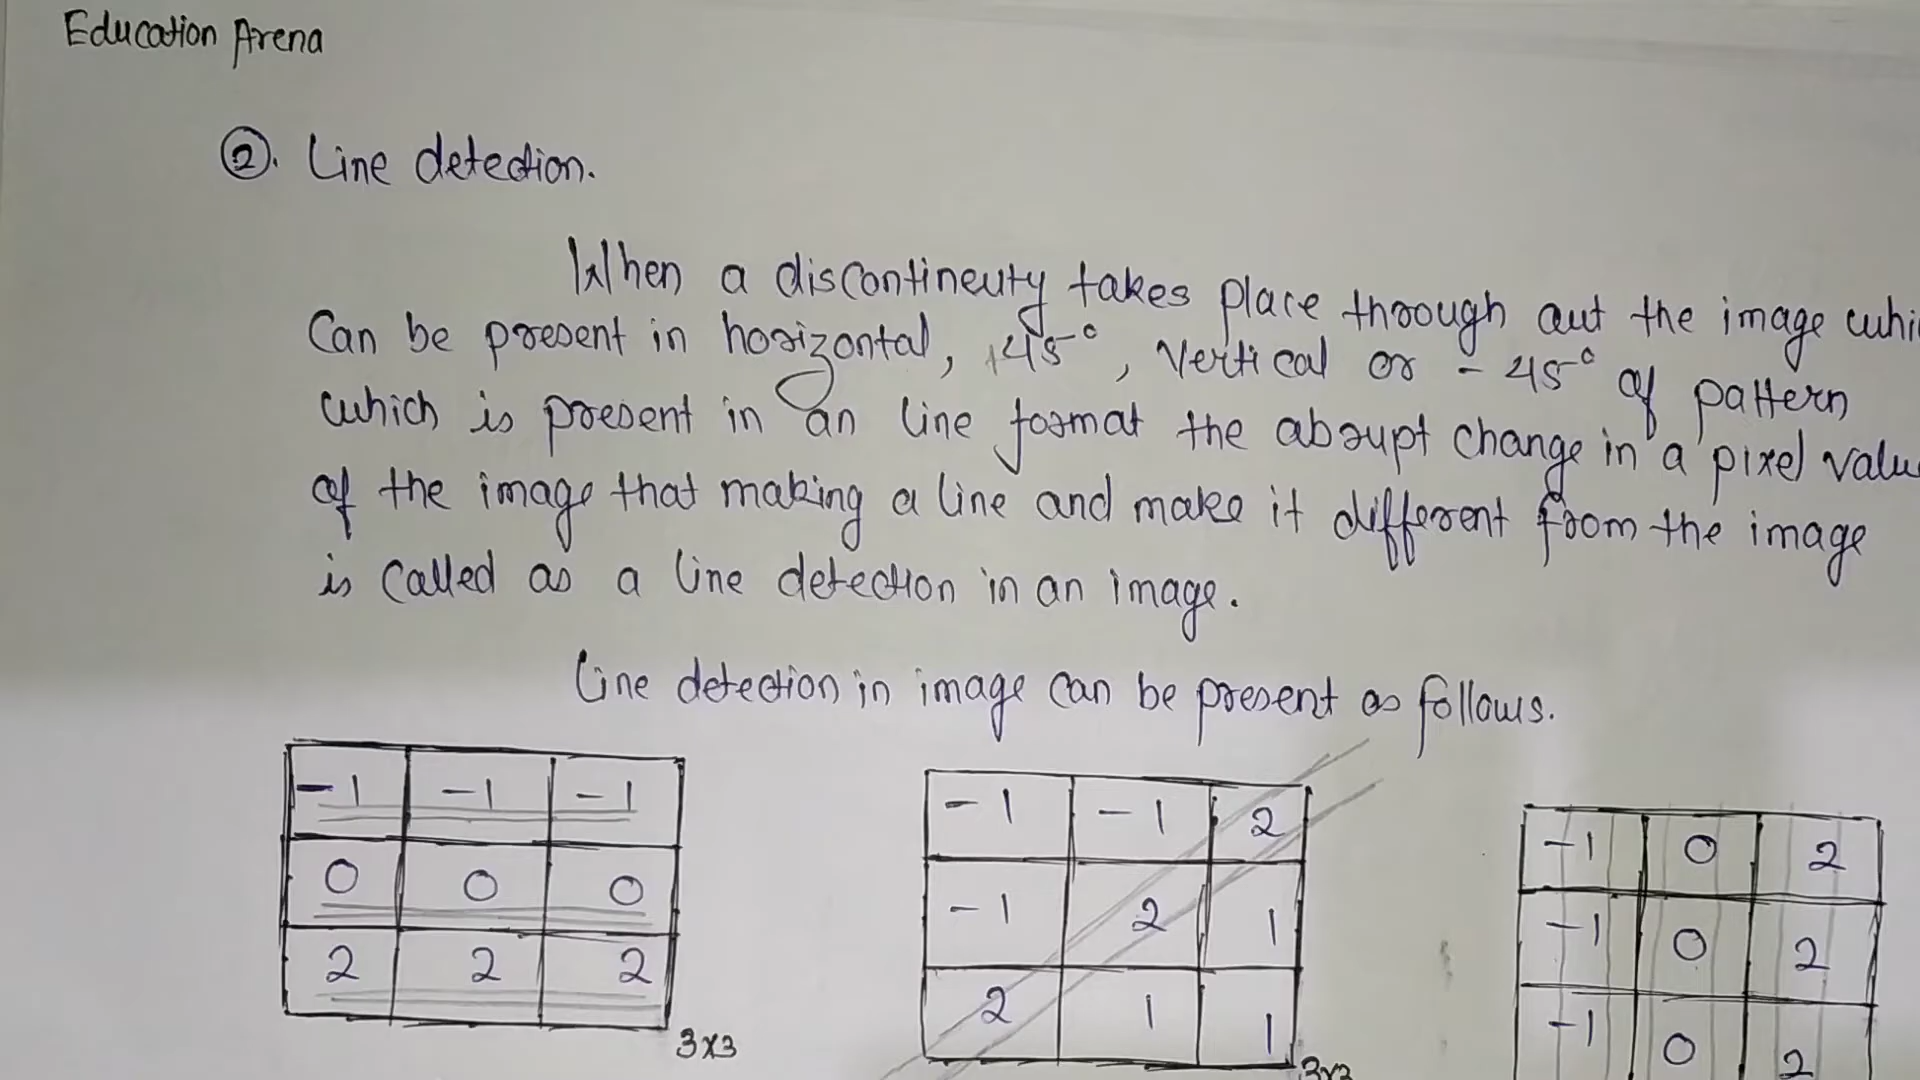 Education Arena
②. Line detection.
When a discontineuty takes place through out the image whi
Can be present in horizontal, +45°, Vertical or -45° of pattern
which is present in an line format the abrupt change in a pixel valu
of the image that making a line and make it different from the image
is called as a line detection in an image.
Line detection in image can be present as follows.
-1 -1 -1
0 0 0
2 2 2
3x3
-1 -1 2
-1 2 1
2 1 1
3x3
-1 0 2
-1 0 2
-1 0 2